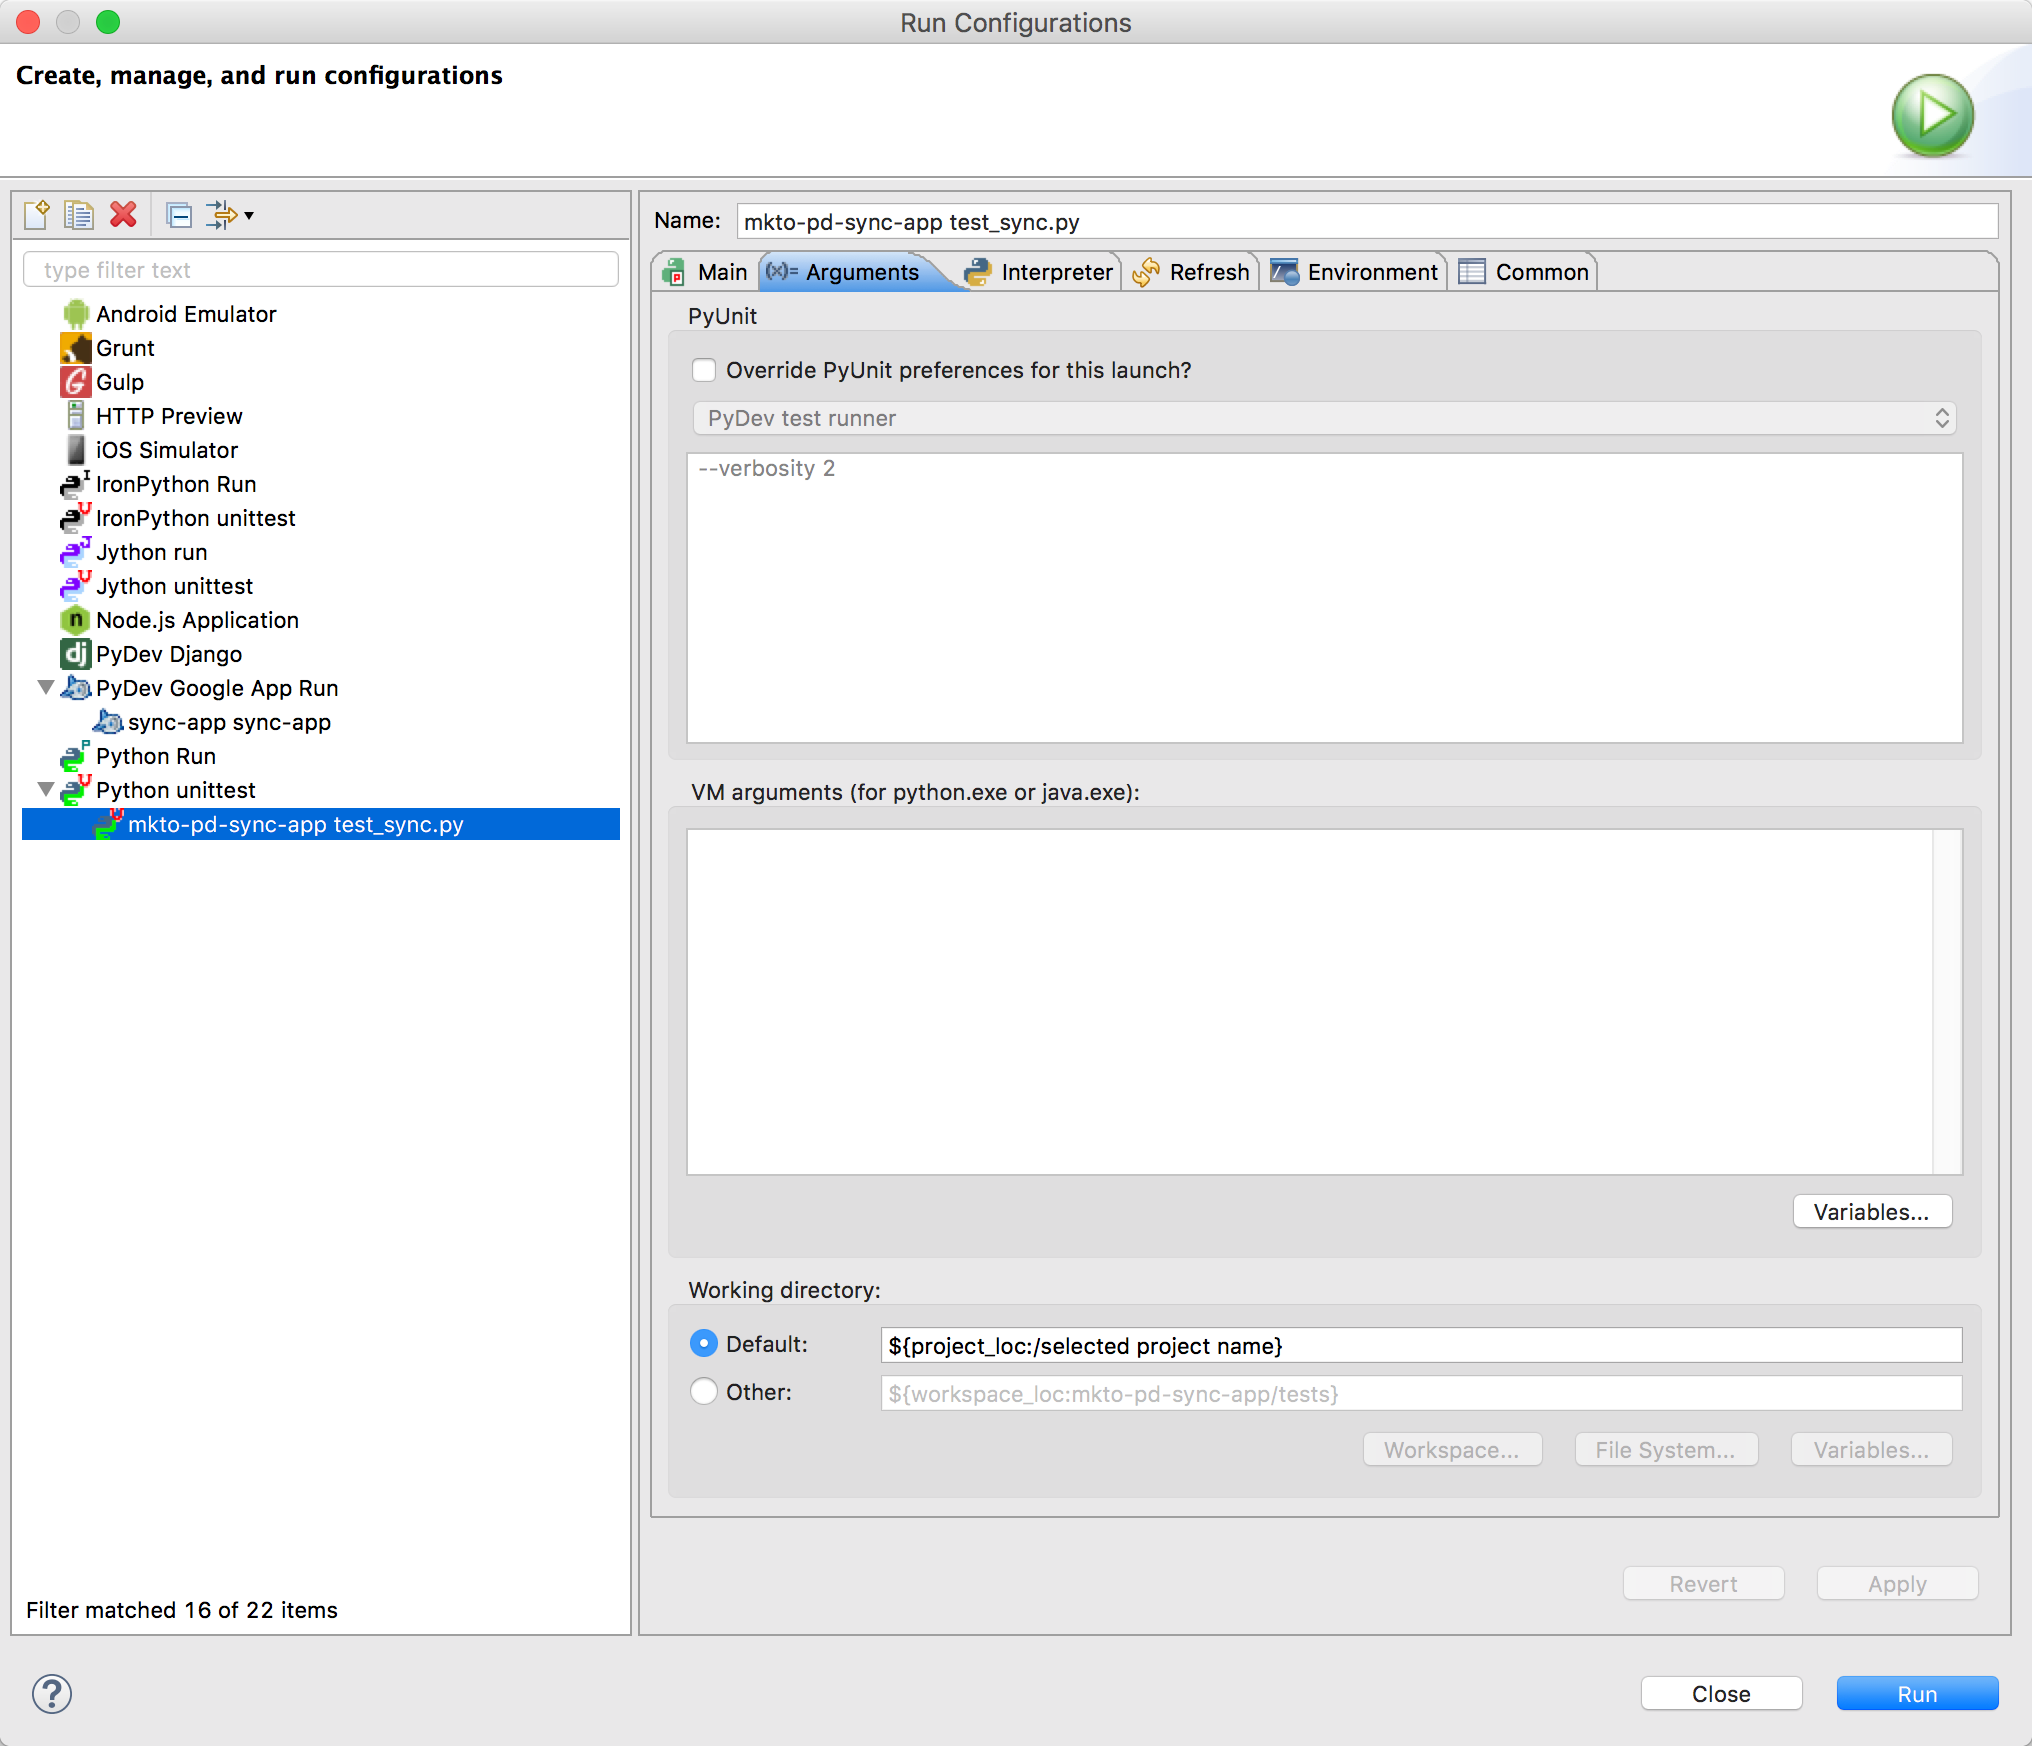 Run Configurations
Create, manage, and run configurations
type filter text
Android Emulator
Grunt
Gulp
HTTP Preview
iOS Simulator
IronPython Run
IronPython unittest
Jython run
Jython unittest
Node.js Application
PyDev Django
PyDev Google App Run
sync-app sync-app
Python Run
Python unittest
mkto-pd-sync-app test_sync.py
Filter matched 16 of 22 items
Name: mkto-pd-sync-app test_sync.py
Main (x)= Arguments Interpreter Refresh Environment Common
PyUnit
Override PyUnit preferences for this launch?
PyDev test runner
--verbosity 2
VM arguments (for python.exe or java.exe):
Variables...
Working directory:
Default: ${project_loc:/selected project name}
Other: ${workspace_loc:mkto-pd-sync-app/tests}
Workspace... File System... Variables...
Revert Apply
? Close Run